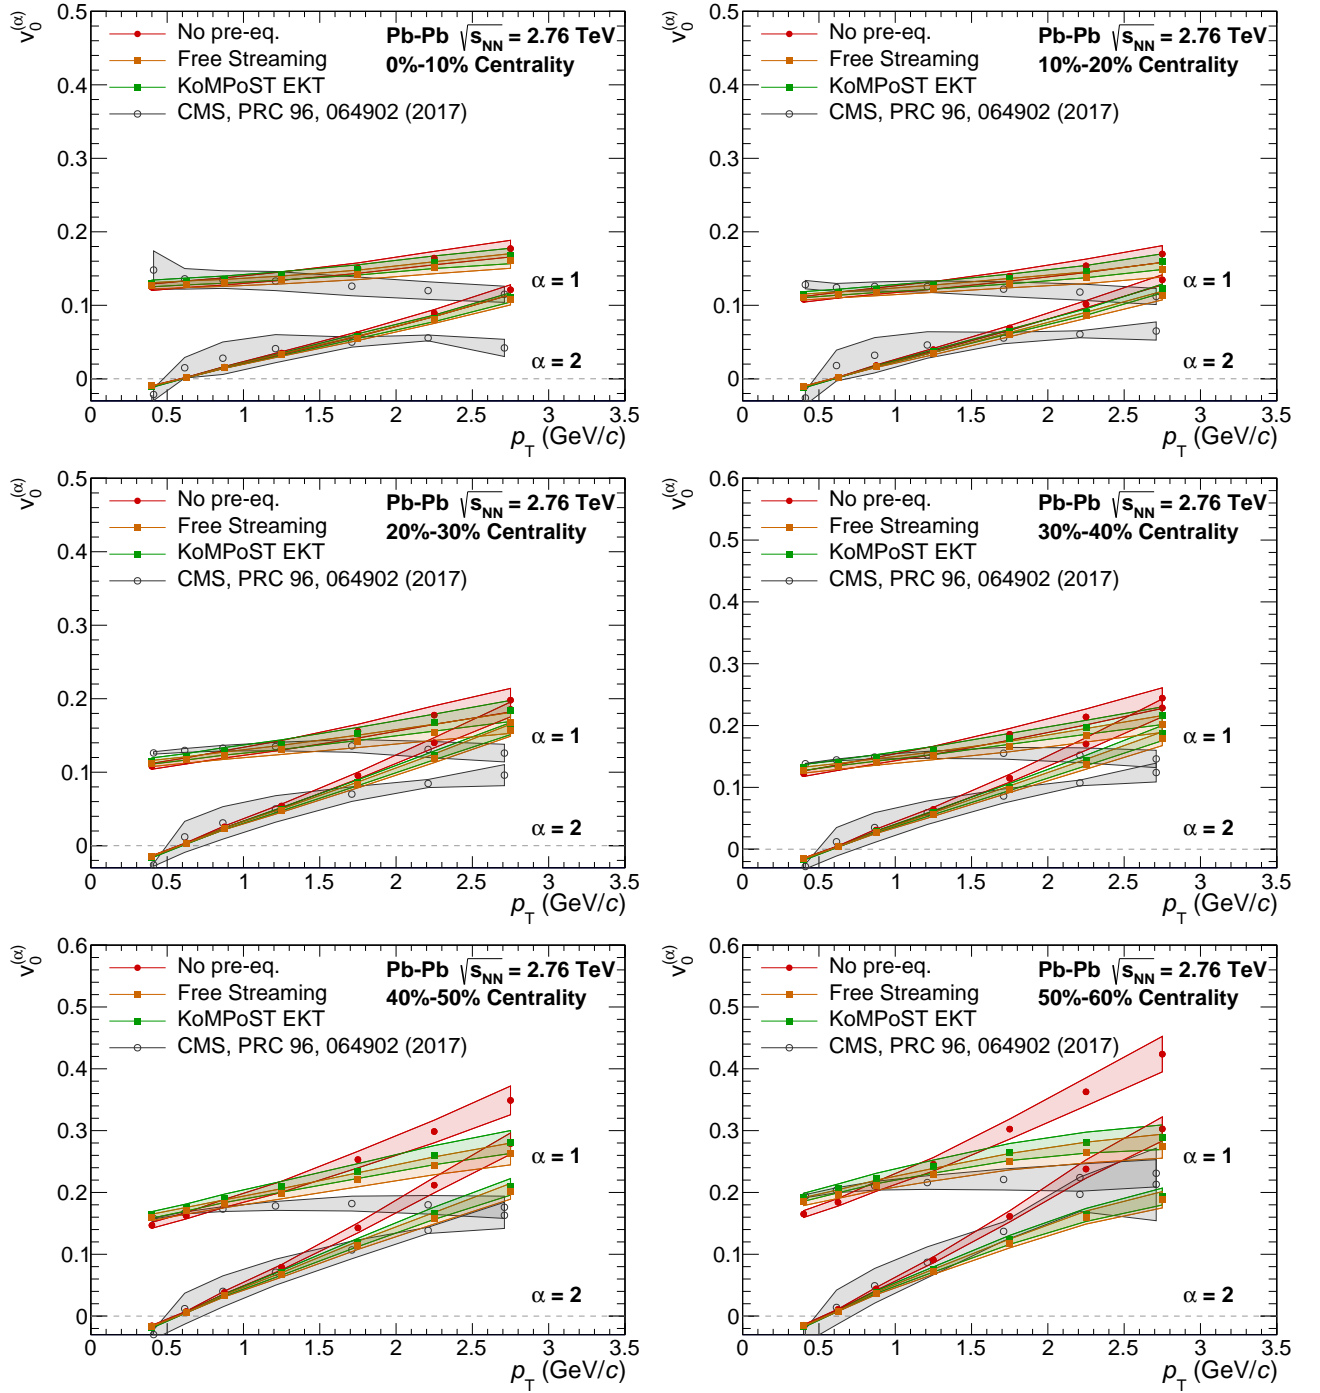 v₀^(α)
0.5
0.4
0.3
0.2
0.1
0
No pre-eq.
Free Streaming
KoMPoST EKT
CMS, PRC 96, 064902 (2017)
Pb-Pb √s_NN = 2.76 TeV
0%-10% Centrality
α = 1
α = 2
0 0.5 1 1.5 2 2.5 3 3.5
p_T (GeV/c)
v₀^(α)
0.5
0.4
0.3
0.2
0.1
0
No pre-eq.
Free Streaming
KoMPoST EKT
CMS, PRC 96, 064902 (2017)
Pb-Pb √s_NN = 2.76 TeV
10%-20% Centrality
α = 1
α = 2
0 0.5 1 1.5 2 2.5 3 3.5
p_T (GeV/c)
v₀^(α)
0.5
0.4
0.3
0.2
0.1
0
No pre-eq.
Free Streaming
KoMPoST EKT
CMS, PRC 96, 064902 (2017)
Pb-Pb √s_NN = 2.76 TeV
20%-30% Centrality
α = 1
α = 2
0 0.5 1 1.5 2 2.5 3 3.5
p_T (GeV/c)
v₀^(α)
0.6
0.5
0.4
0.3
0.2
0.1
0
No pre-eq.
Free Streaming
KoMPoST EKT
CMS, PRC 96, 064902 (2017)
Pb-Pb √s_NN = 2.76 TeV
30%-40% Centrality
α = 1
α = 2
0 0.5 1 1.5 2 2.5 3 3.5
p_T (GeV/c)
v₀^(α)
0.6
0.5
0.4
0.3
0.2
0.1
0
No pre-eq.
Free Streaming
KoMPoST EKT
CMS, PRC 96, 064902 (2017)
Pb-Pb √s_NN = 2.76 TeV
40%-50% Centrality
α = 1
α = 2
0 0.5 1 1.5 2 2.5 3 3.5
p_T (GeV/c)
v₀^(α)
0.6
0.5
0.4
0.3
0.2
0.1
0
No pre-eq.
Free Streaming
KoMPoST EKT
CMS, PRC 96, 064902 (2017)
Pb-Pb √s_NN = 2.76 TeV
50%-60% Centrality
α = 1
α = 2
0 0.5 1 1.5 2 2.5 3 3.5
p_T (GeV/c)